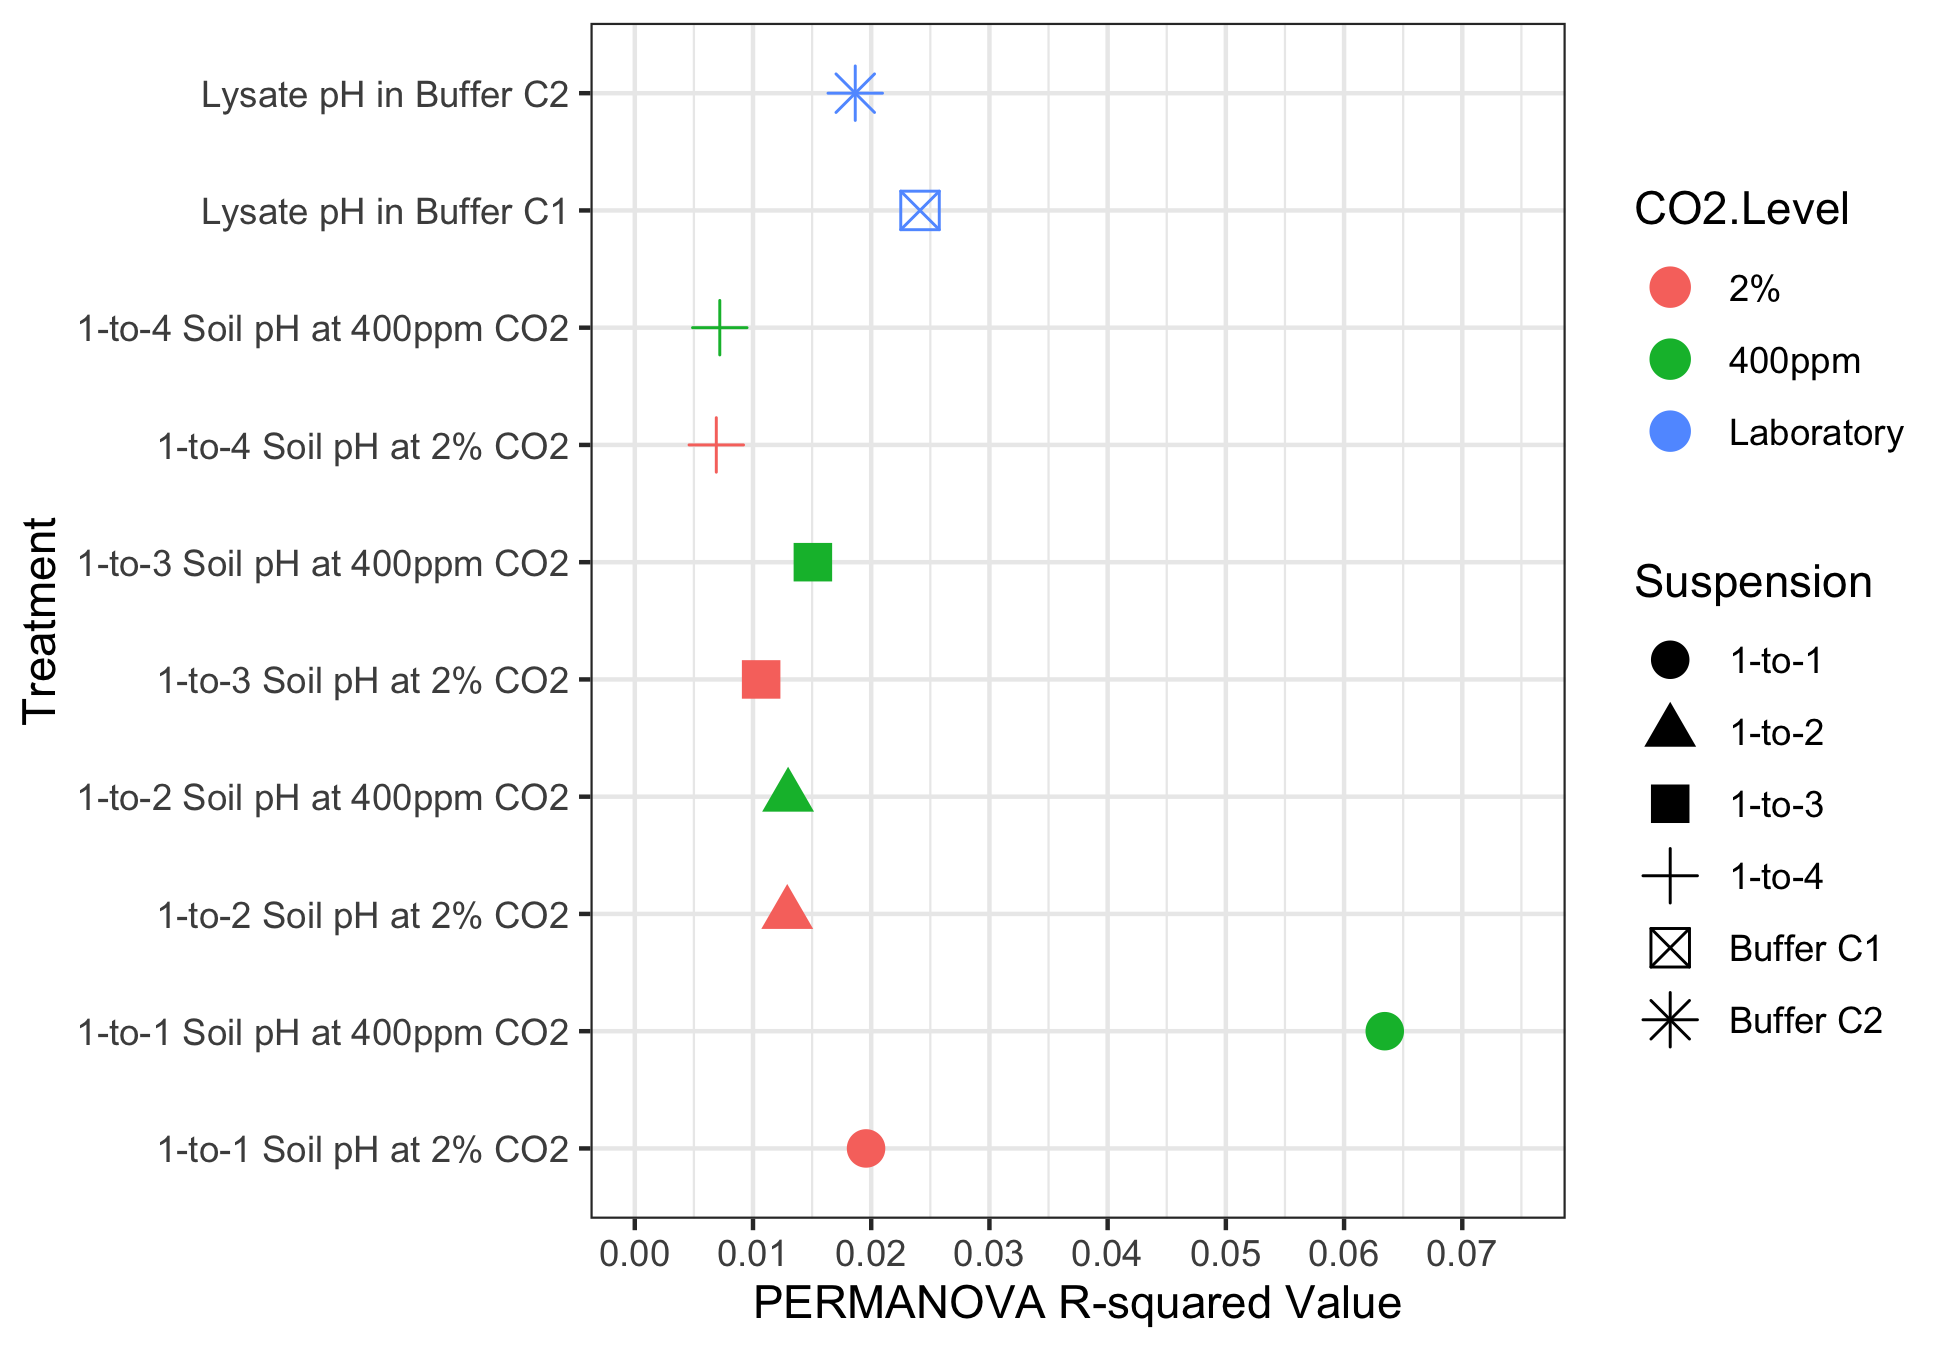 Treatment
Lysate pH in Buffer C2
Lysate pH in Buffer C1
1-to-4 Soil pH at 400ppm CO2
1-to-4 Soil pH at 2% CO2
1-to-3 Soil pH at 400ppm CO2
1-to-3 Soil pH at 2% CO2
1-to-2 Soil pH at 400ppm CO2
1-to-2 Soil pH at 2% CO2
1-to-1 Soil pH at 400ppm CO2
1-to-1 Soil pH at 2% CO2
0.00 0.01 0.02 0.03 0.04 0.05 0.06 0.07
PERMANOVA R-squared Value
CO2.Level
2%
400ppm
Laboratory
Suspension
1-to-1
1-to-2
1-to-3
1-to-4
Buffer C1
Buffer C2